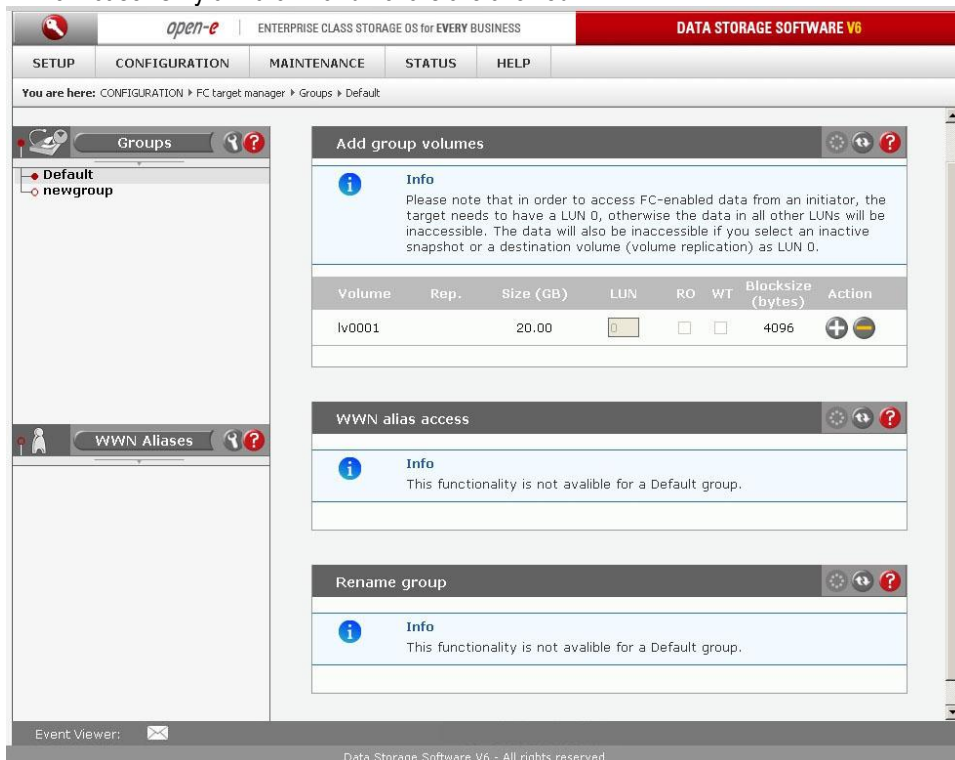 open-e
ENTERPRISE CLASS STORAGE OS for EVERY BUSINESS
DATA STORAGE SOFTWARE V6
SETUP CONFIGURATION MAINTENANCE STATUS HELP
You are here: CONFIGURATION FC target manager Groups Default
Groups
Default
newgroup
WWN Aliases
Add group volumes
Info
Please note that in order to access FC-enabled data from an initiator, the
target needs to have a LUN 0, otherwise the data in all other LUNs will be
inaccessible. The data will also be inaccessible if you select an inactive
snapshot or a destination volume (volume replication) as LUN 0.
Volume Rep. Size (GB) LUN RO WT Blocksize (bytes) Action
lv0001 20.00 0 4096
WWN alias access
Info
This functionality is not avalible for a Default group.
Rename group
Info
This functionality is not avalible for a Default group.
Event Viewer:
Data Storage Software V6 - All rights reserved